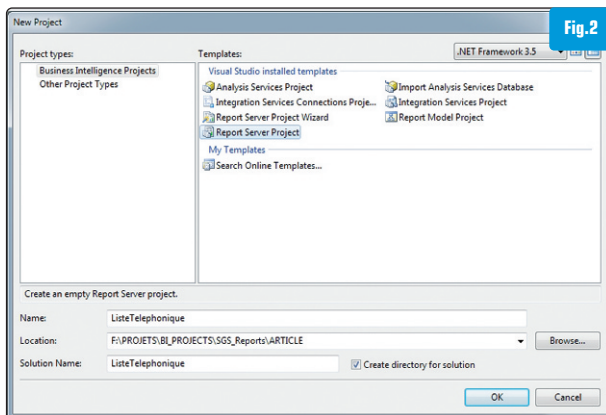 New Project
Fig.2
Project types:
Templates:
.NET Framework 3.5
Business Intelligence Projects
Other Project Types
Visual Studio installed templates
Analysis Services Project
Import Analysis Services Database
Integration Services Connections Proje...
Integration Services Project
Report Server Project Wizard
Report Model Project
Report Server Project
My Templates
Search Online Templates...
Create an empty Report Server project.
Name:
ListeTelephonique
Location:
F:\PROJETS\BI_PROJECTS\SGS_Reports\ARTICLE
Browse...
Solution Name:
ListeTelephonique
Create directory for solution
OK
Cancel